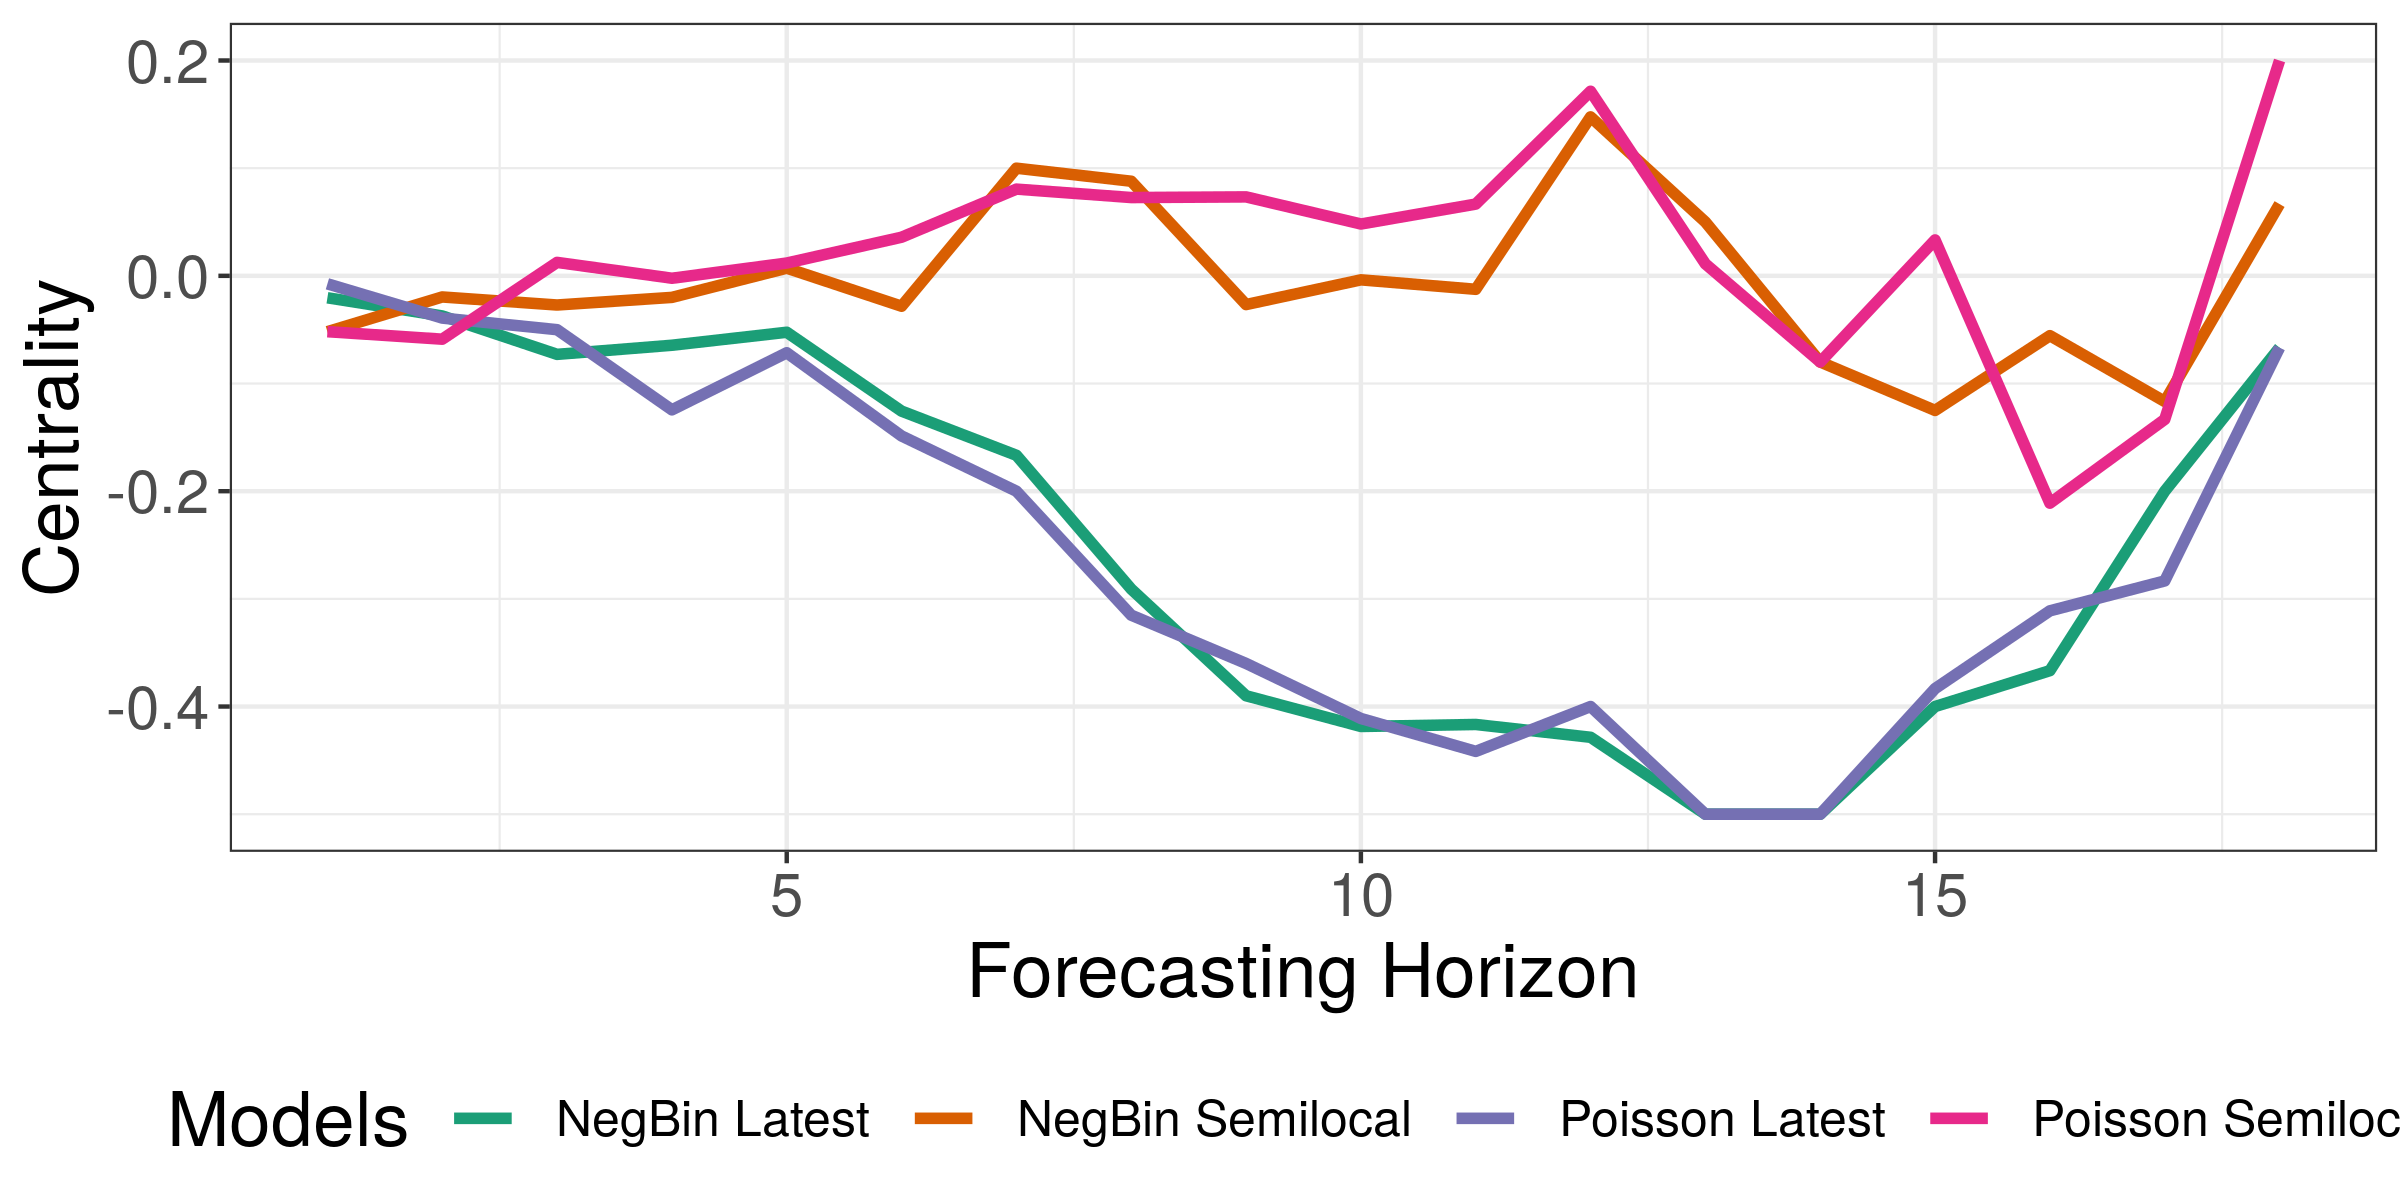 0.2
0.0
-0.2
-0.4
Centrality
5 10 15
Forecasting Horizon
Models NegBin Latest NegBin Semilocal Poisson Latest Poisson Semiloc